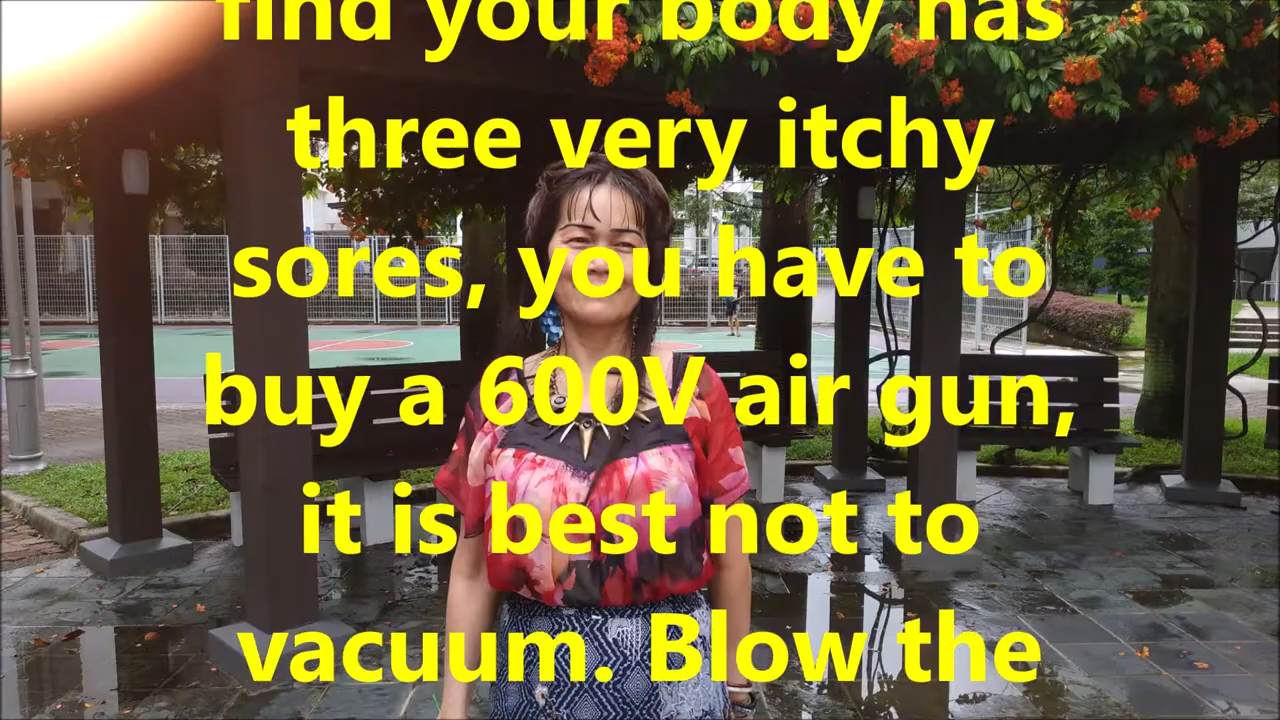 find your body has
three very itchy
sores, you have to
buy a 600V air gun,
it is best not to
vacuum. Blow the